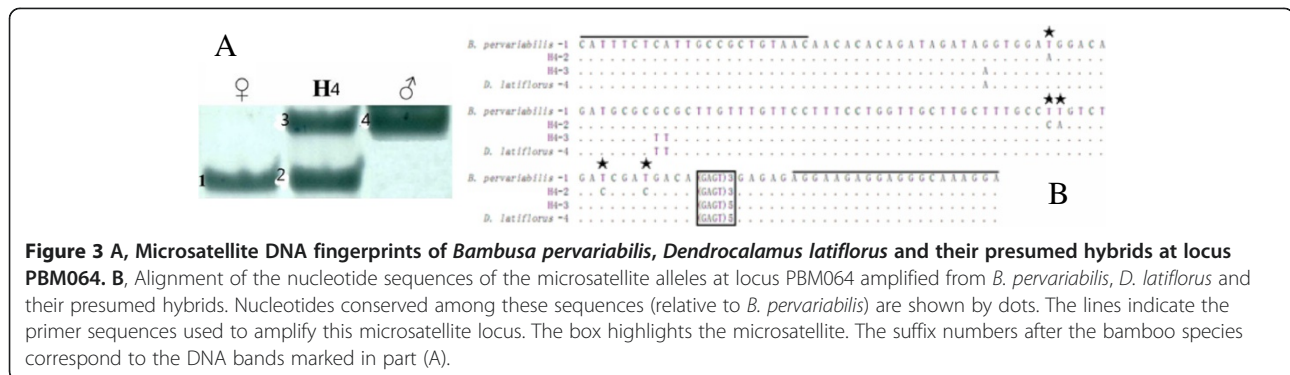 A
♀ H4 ♂
3 4
1 2
★
B. pervariabilis -1 CATTTCTCATTGCCGCTGTAACAACACACAGATAGATAGGTGGATGGACA
H4-2 A
H4-3 A
D. latiflorus -4 A
★★
B. pervariabilis -1 GATGCGCGCGCTTGTTTGTTCCTTTCCTGGTTGCTTGCTTTGCCTTGTCT
H4-2 CA
H4-3 TT
D. latiflorus -4 TT
★ ★
B. pervariabilis -1 GATCGATGACA (GAGT)3 GAGAGAGGAAGAGGAGGGCAAAGGA
H4-2 C C (GAGT)3
H4-3 (GAGT)5
D. latiflorus -4 (GAGT)5
B
Figure 3 A, Microsatellite DNA fingerprints of Bambusa pervariabilis, Dendrocalamus latiflorus and their presumed hybrids at locus
PBM064. B, Alignment of the nucleotide sequences of the microsatellite alleles at locus PBM064 amplified from B. pervariabilis, D. latiflorus and
their presumed hybrids. Nucleotides conserved among these sequences (relative to B. pervariabilis) are shown by dots. The lines indicate the
primer sequences used to amplify this microsatellite locus. The box highlights the microsatellite. The suffix numbers after the bamboo species
correspond to the DNA bands marked in part (A).